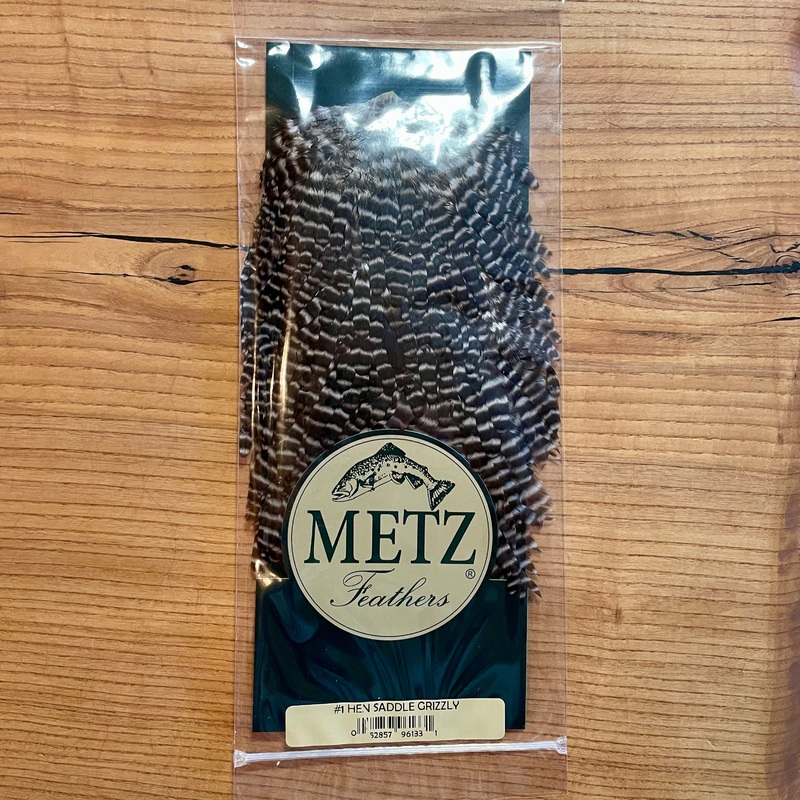 METZ
®
Feathers
#1 HEN SADDLE GRIZZLY
0 52857 96133 1